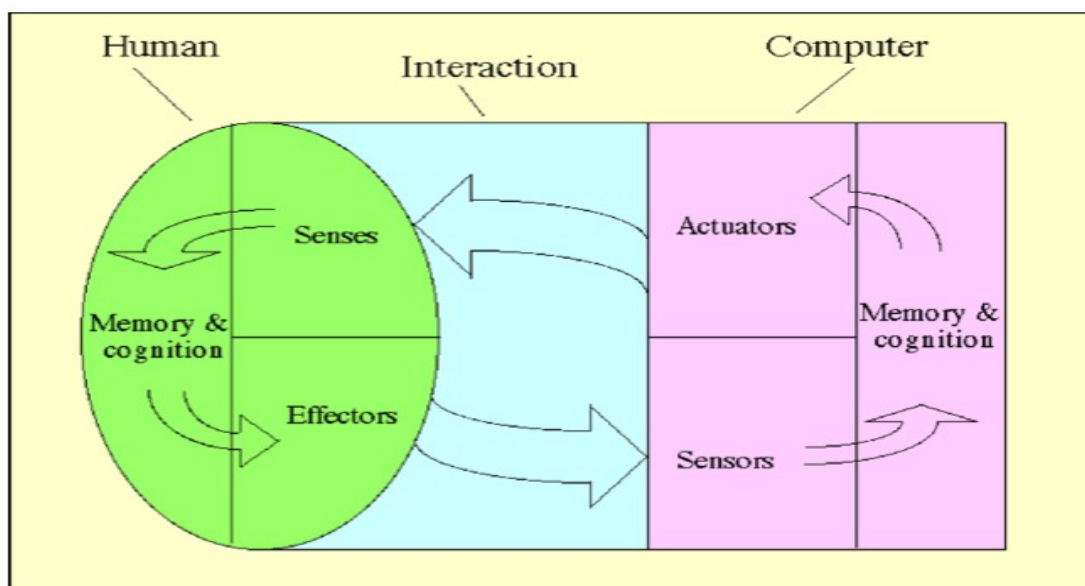 Human
Interaction
Computer
Senses
Memory &
cognition
Effectors
Actuators
Memory &
cognition
Sensors